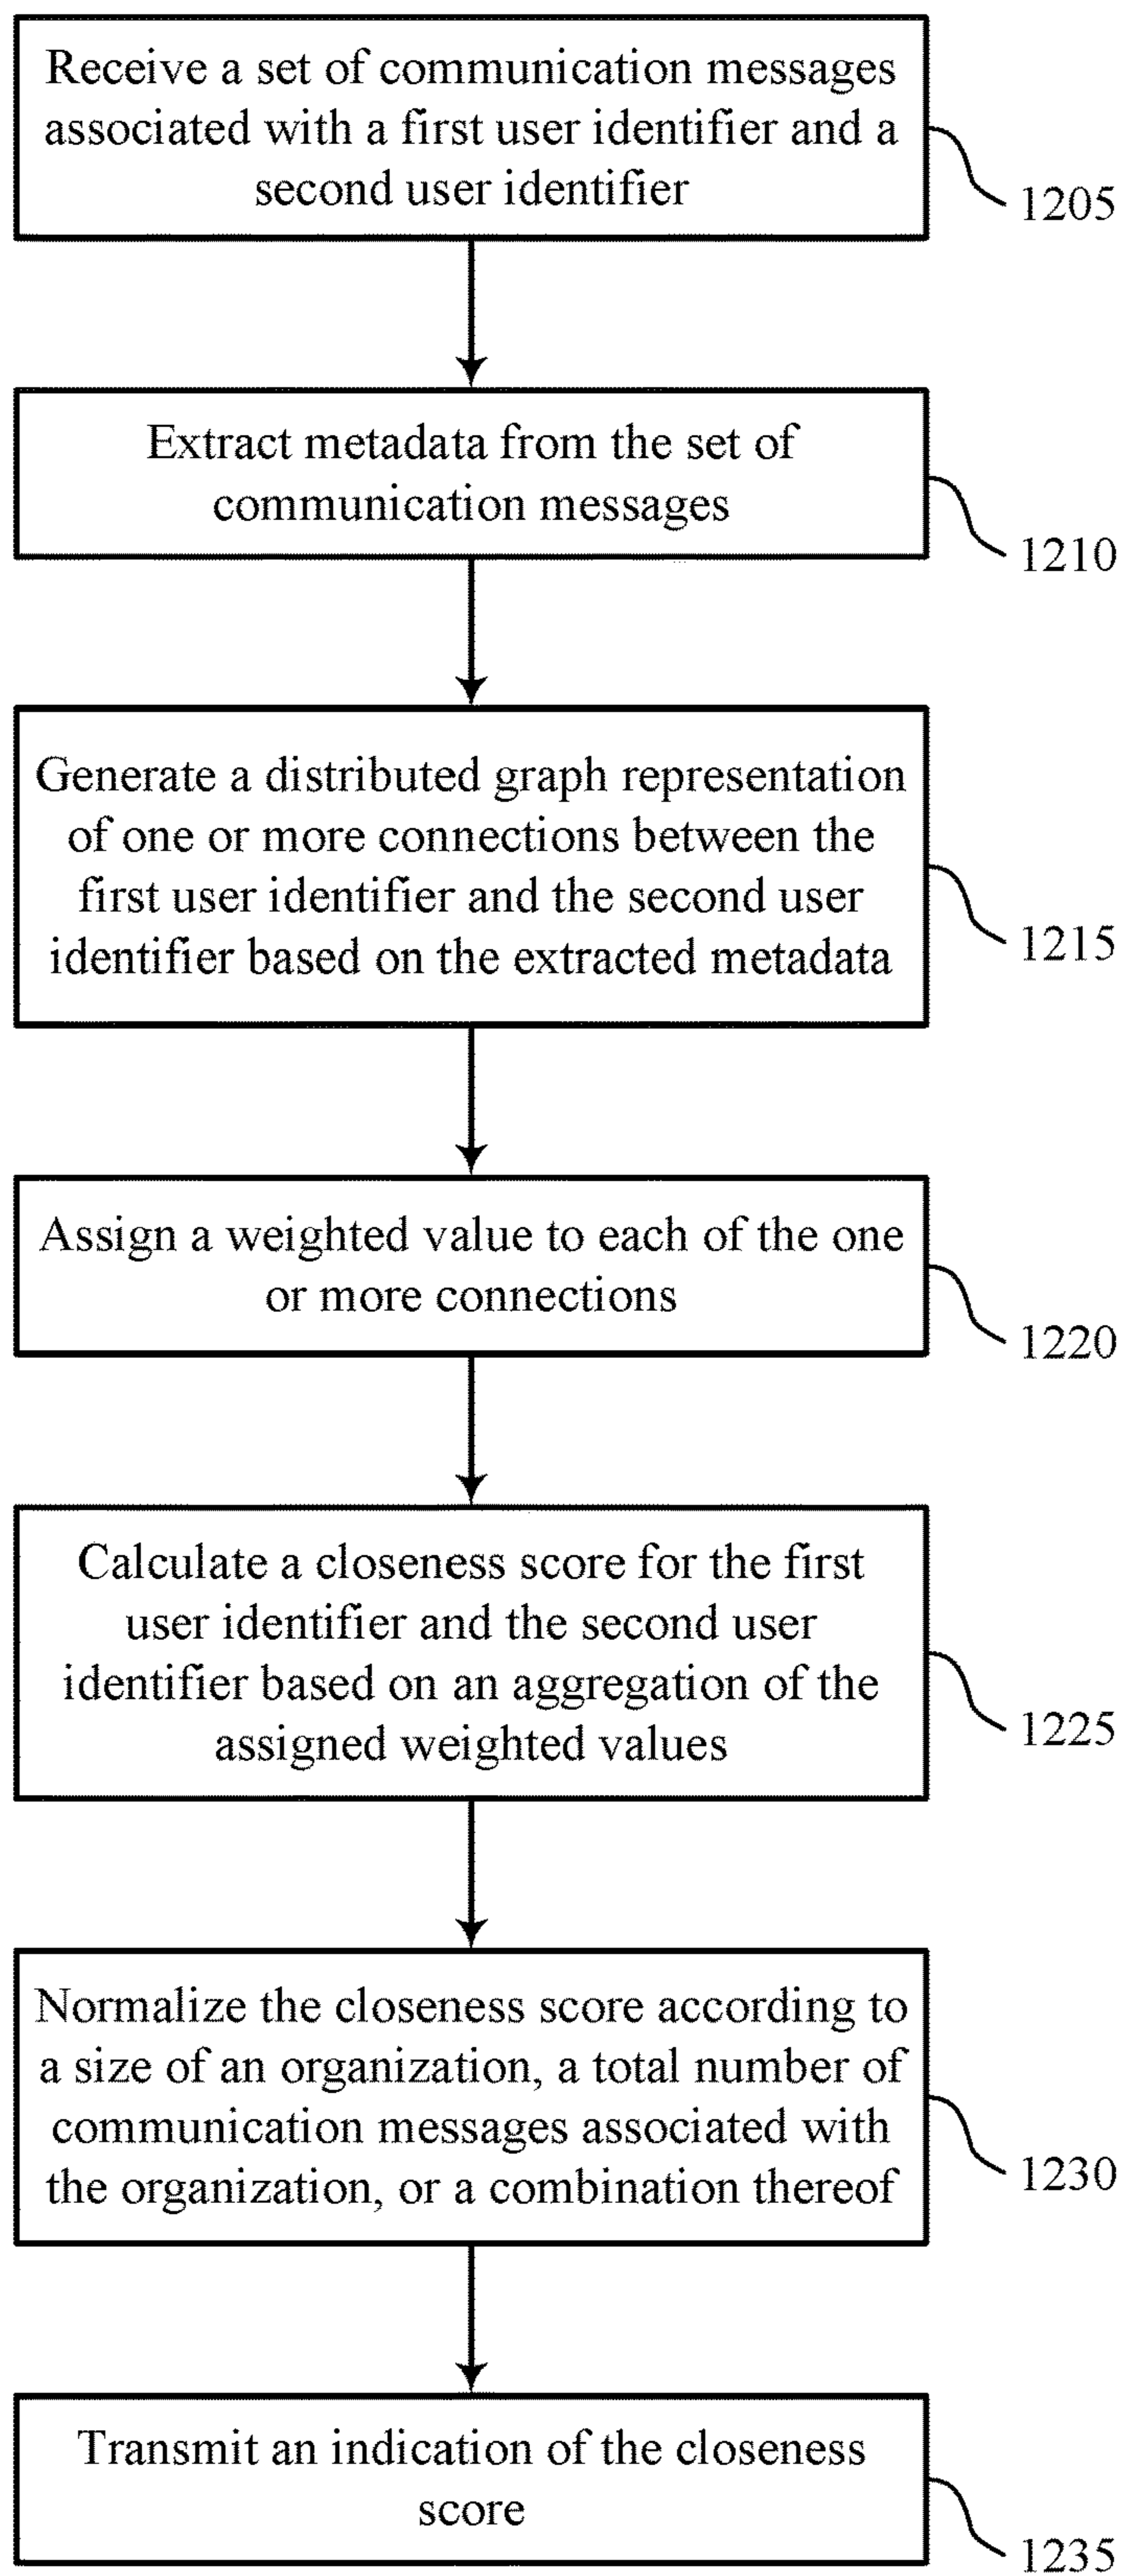 Receive a set of communication messages
associated with a first user identifier and a
second user identifier
1205
Extract metadata from the set of
communication messages
1210
Generate a distributed graph representation
of one or more connections between the
first user identifier and the second user
identifier based on the extracted metadata
1215
Assign a weighted value to each of the one
or more connections
1220
Calculate a closeness score for the first
user identifier and the second user
identifier based on an aggregation of the
assigned weighted values
1225
Normalize the closeness score according to
a size of an organization, a total number of
communication messages associated with
the organization, or a combination thereof
1230
Transmit an indication of the closeness
score
1235